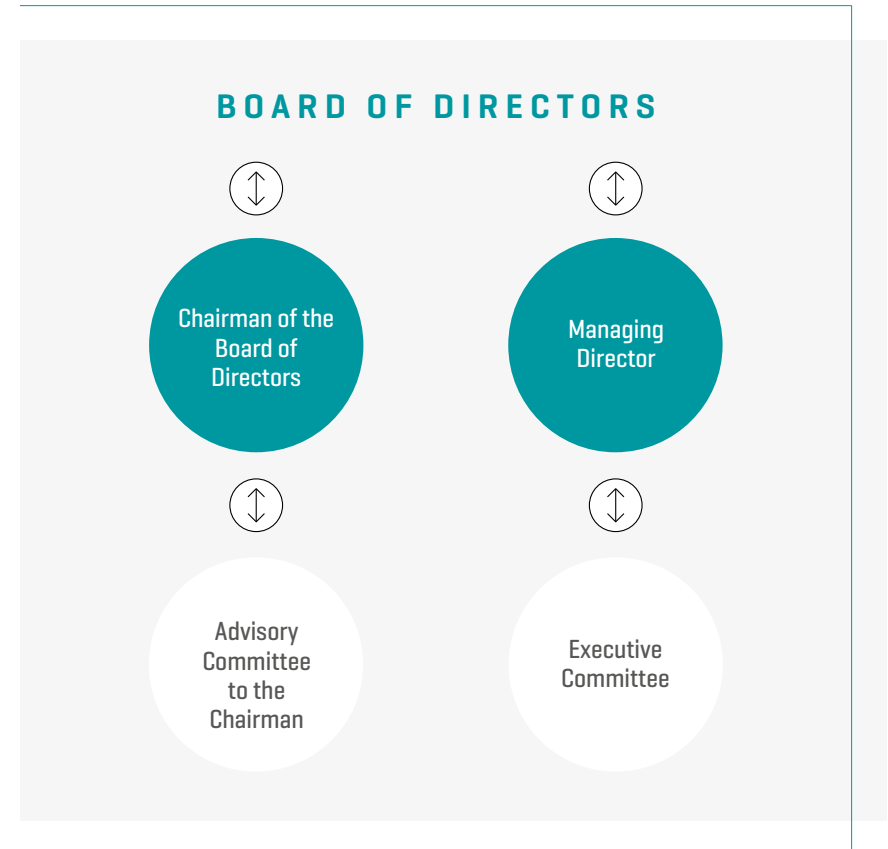 BOARD OF DIRECTORS
Chairman of the
Board of
Directors
Managing
Director
Advisory
Committee
to the
Chairman
Executive
Committee